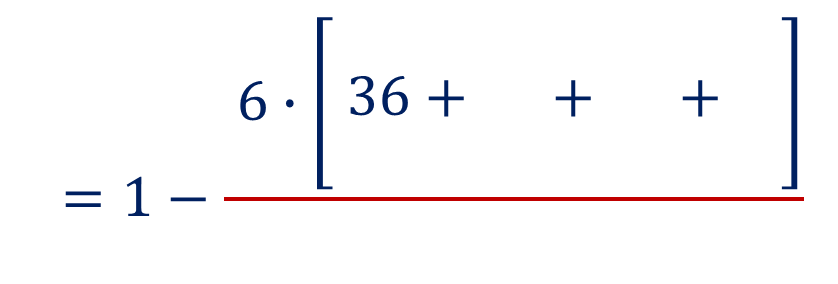 6 · [ 36 +   +   +   ]
= 1 −